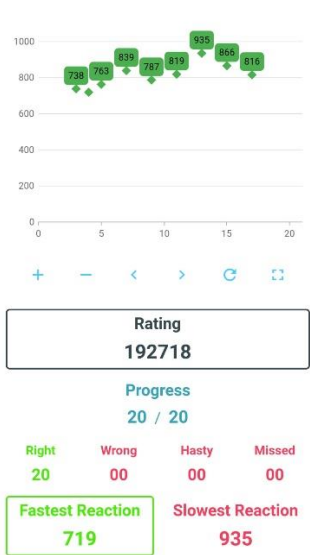 1000
935
866
839
819
816
787
763
738
800
600
400
200
0
0 5 10 15 20
+ − < >
Rating
192718
Progress
20 / 20
Right Wrong Hasty Missed
20 00 00 00
Fastest Reaction Slowest Reaction
719 935